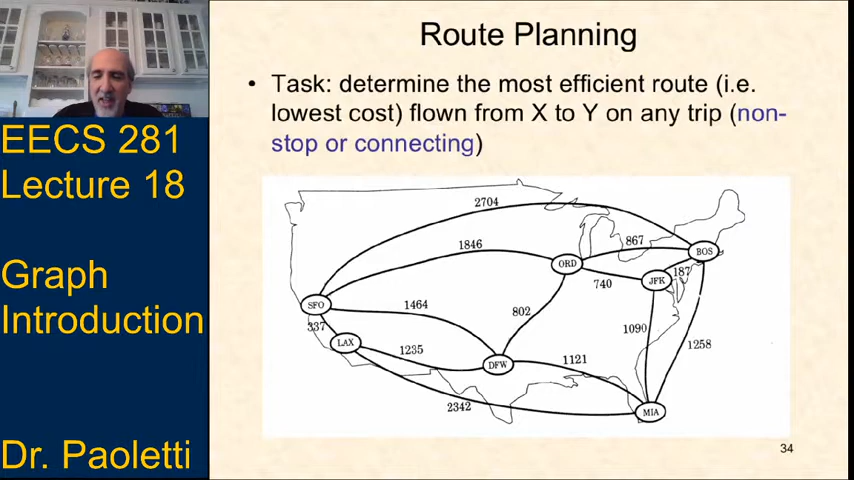 EECS 281
Lecture 18
Graph
Introduction
Dr. Paoletti
Route Planning
• Task: determine the most efficient route (i.e.
lowest cost) flown from X to Y on any trip (non-
stop or connecting)
2704
867
BOS
1846
ORD
187
JFK
740
SFO
1464
802
337
1090
LAX
1258
1235
DFW
1121
2342
MIA
34